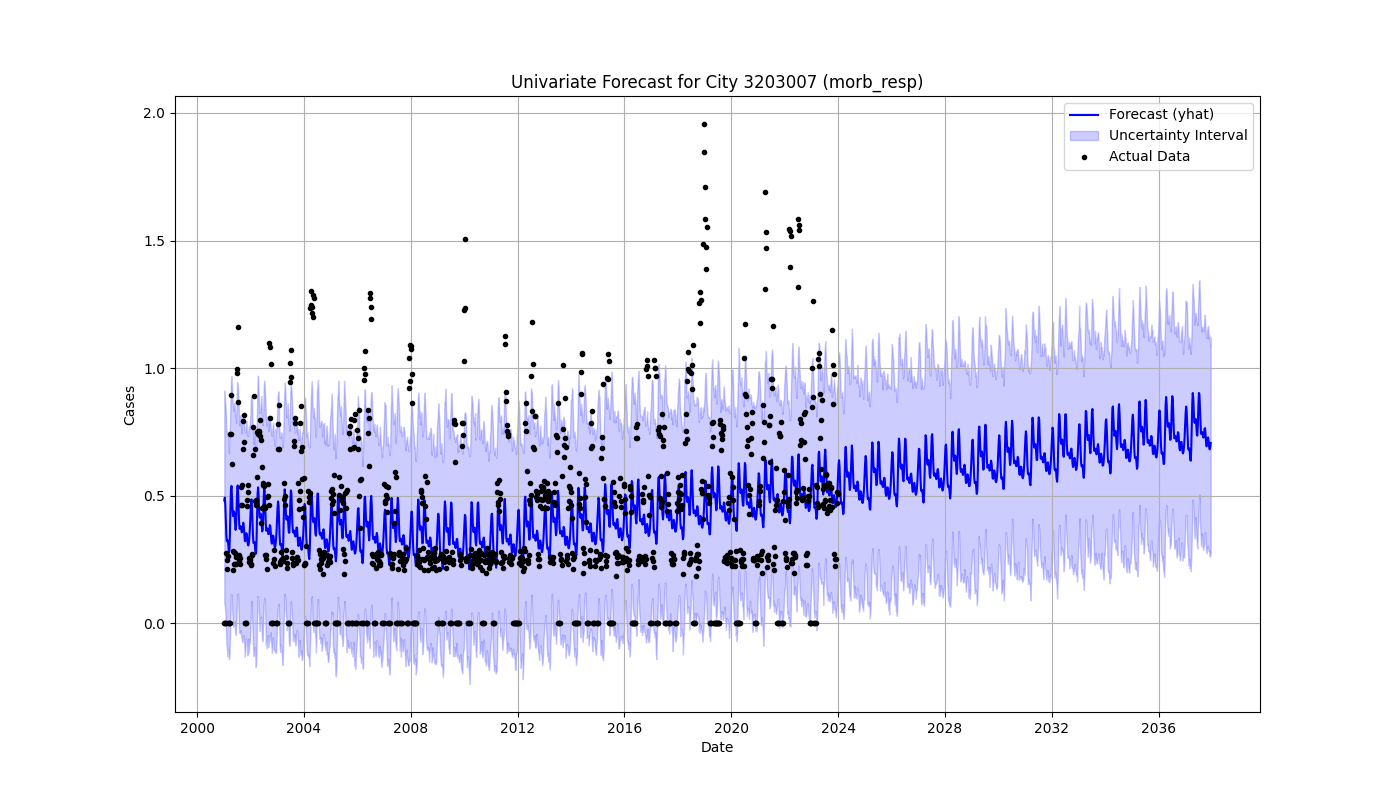 Univariate Forecast for City 3203007 (morb_resp)
Forecast (yhat)
Uncertainty Interval
Actual Data
Cases
2.0
1.5
1.0
0.5
0.0
2000 2004 2008 2012 2016 2020 2024 2028 2032 2036
Date